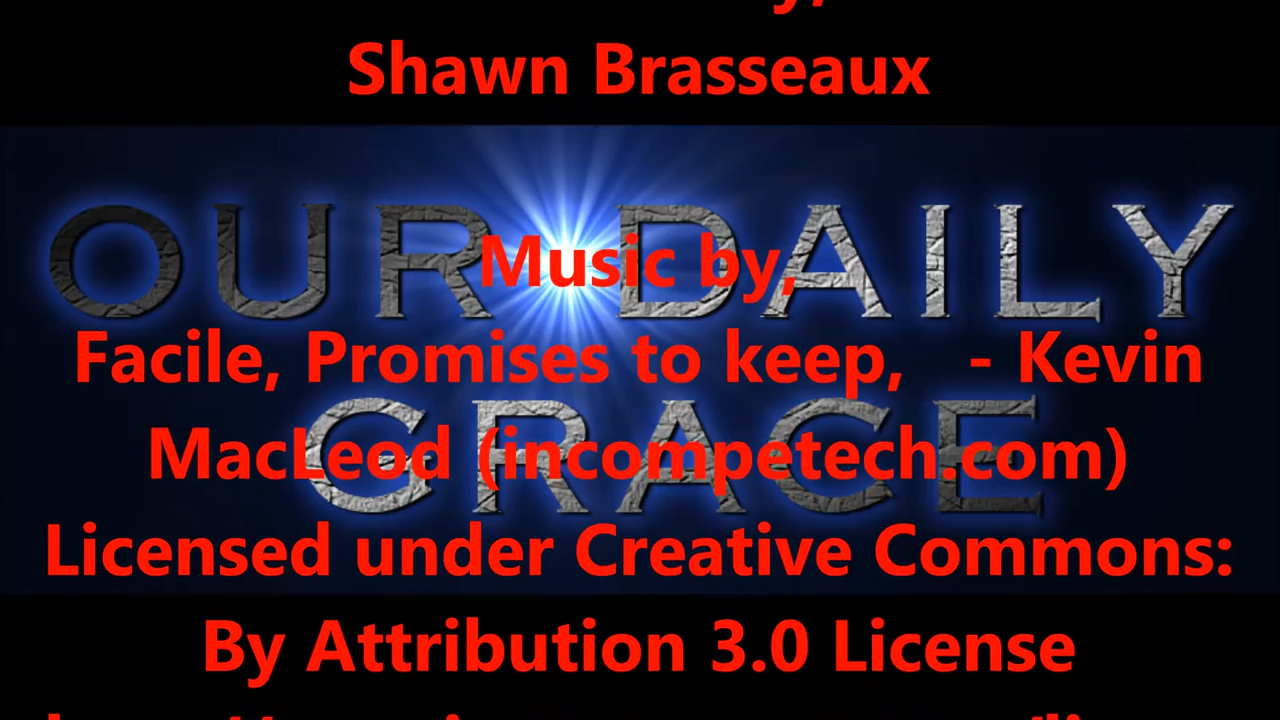 Shawn Brasseaux
OUR DAILY
Music by,
Facile, Promises to keep,   - Kevin
GRACE
MacLeod (incompetech.com)
Licensed under Creative Commons:
By Attribution 3.0 License